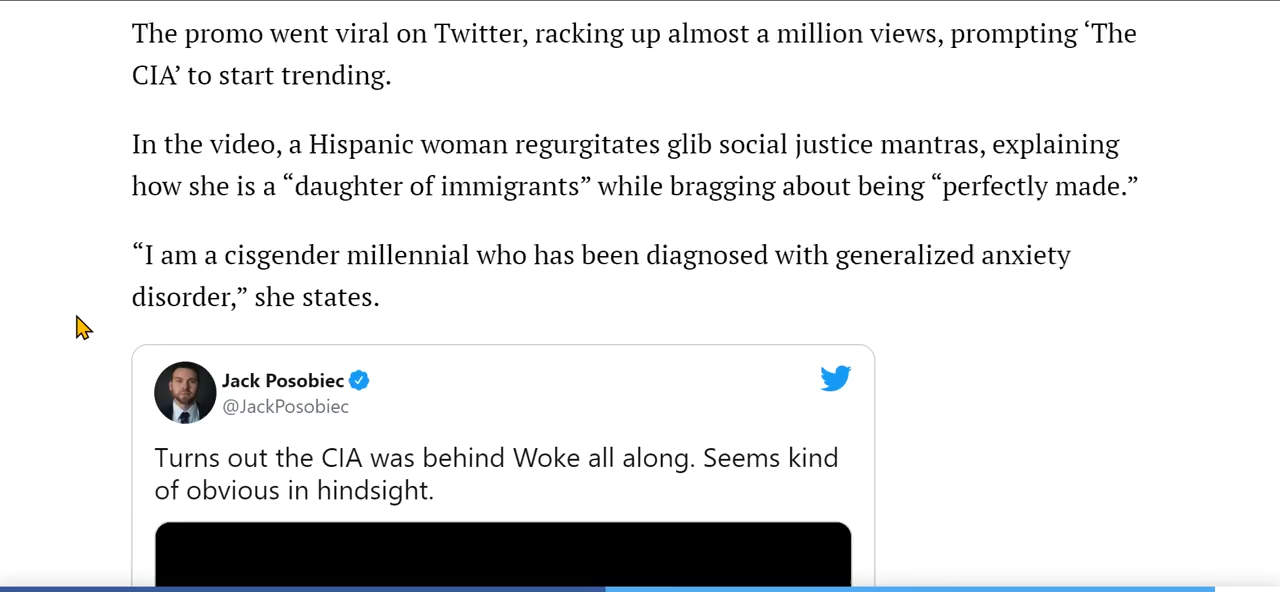 The promo went viral on Twitter, racking up almost a million views, prompting ‘The
CIA’ to start trending.
In the video, a Hispanic woman regurgitates glib social justice mantras, explaining
how she is a “daughter of immigrants” while bragging about being “perfectly made.”
“I am a cisgender millennial who has been diagnosed with generalized anxiety
disorder,” she states.
Jack Posobiec
@JackPosobiec
Turns out the CIA was behind Woke all along. Seems kind
of obvious in hindsight.